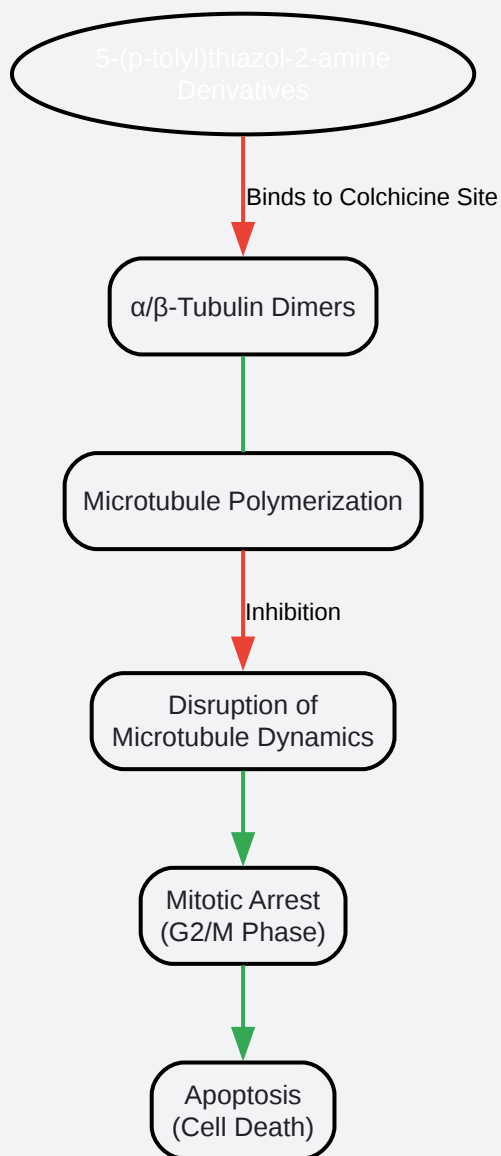 5-(p-tolyl)thiazol-2-amine
Derivatives
Binds to Colchicine Site
α/β-Tubulin Dimers
Microtubule Polymerization
Inhibition
Disruption of
Microtubule Dynamics
Mitotic Arrest
(G2/M Phase)
Apoptosis
(Cell Death)